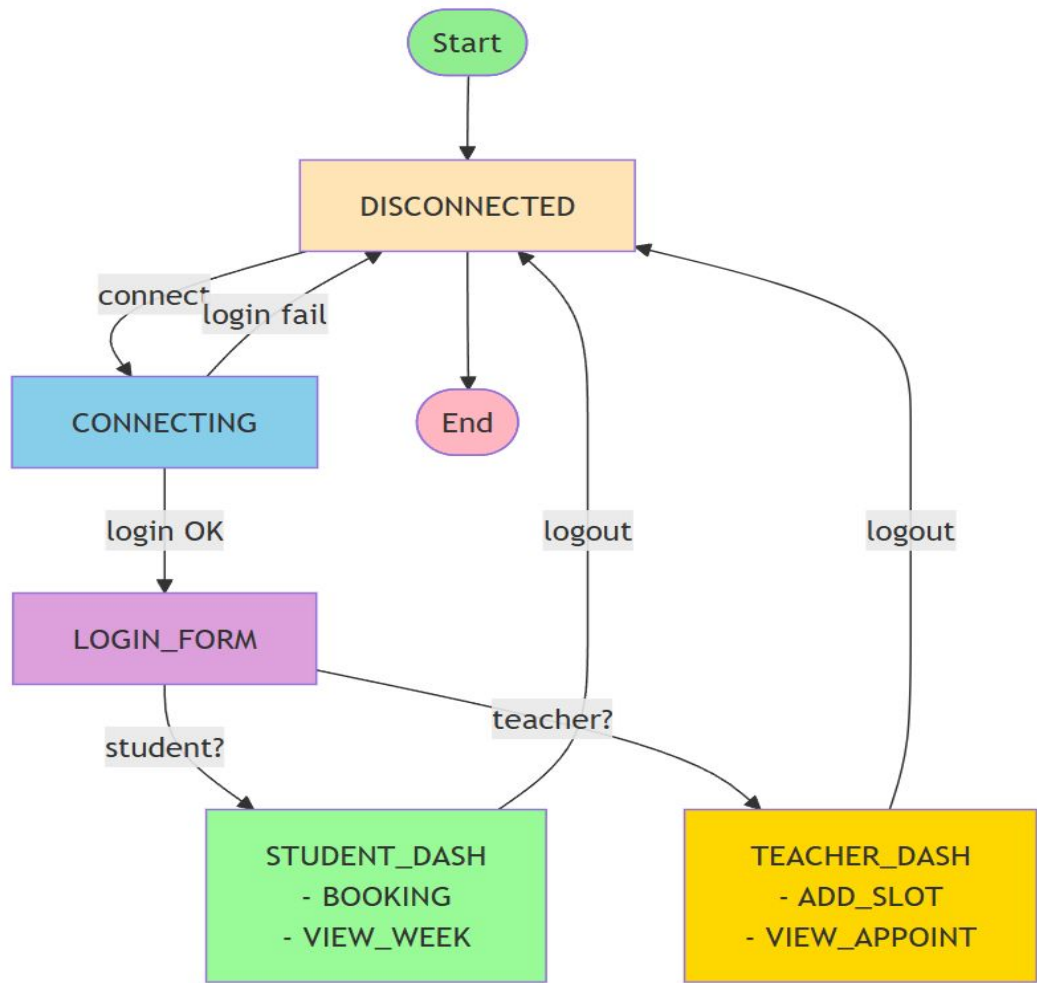 Start
DISCONNECTED
connect
login fail
CONNECTING
End
login OK
logout
logout
LOGIN_FORM
teacher?
student?
STUDENT_DASH
- BOOKING
- VIEW_WEEK
TEACHER_DASH
- ADD_SLOT
- VIEW_APPOINT